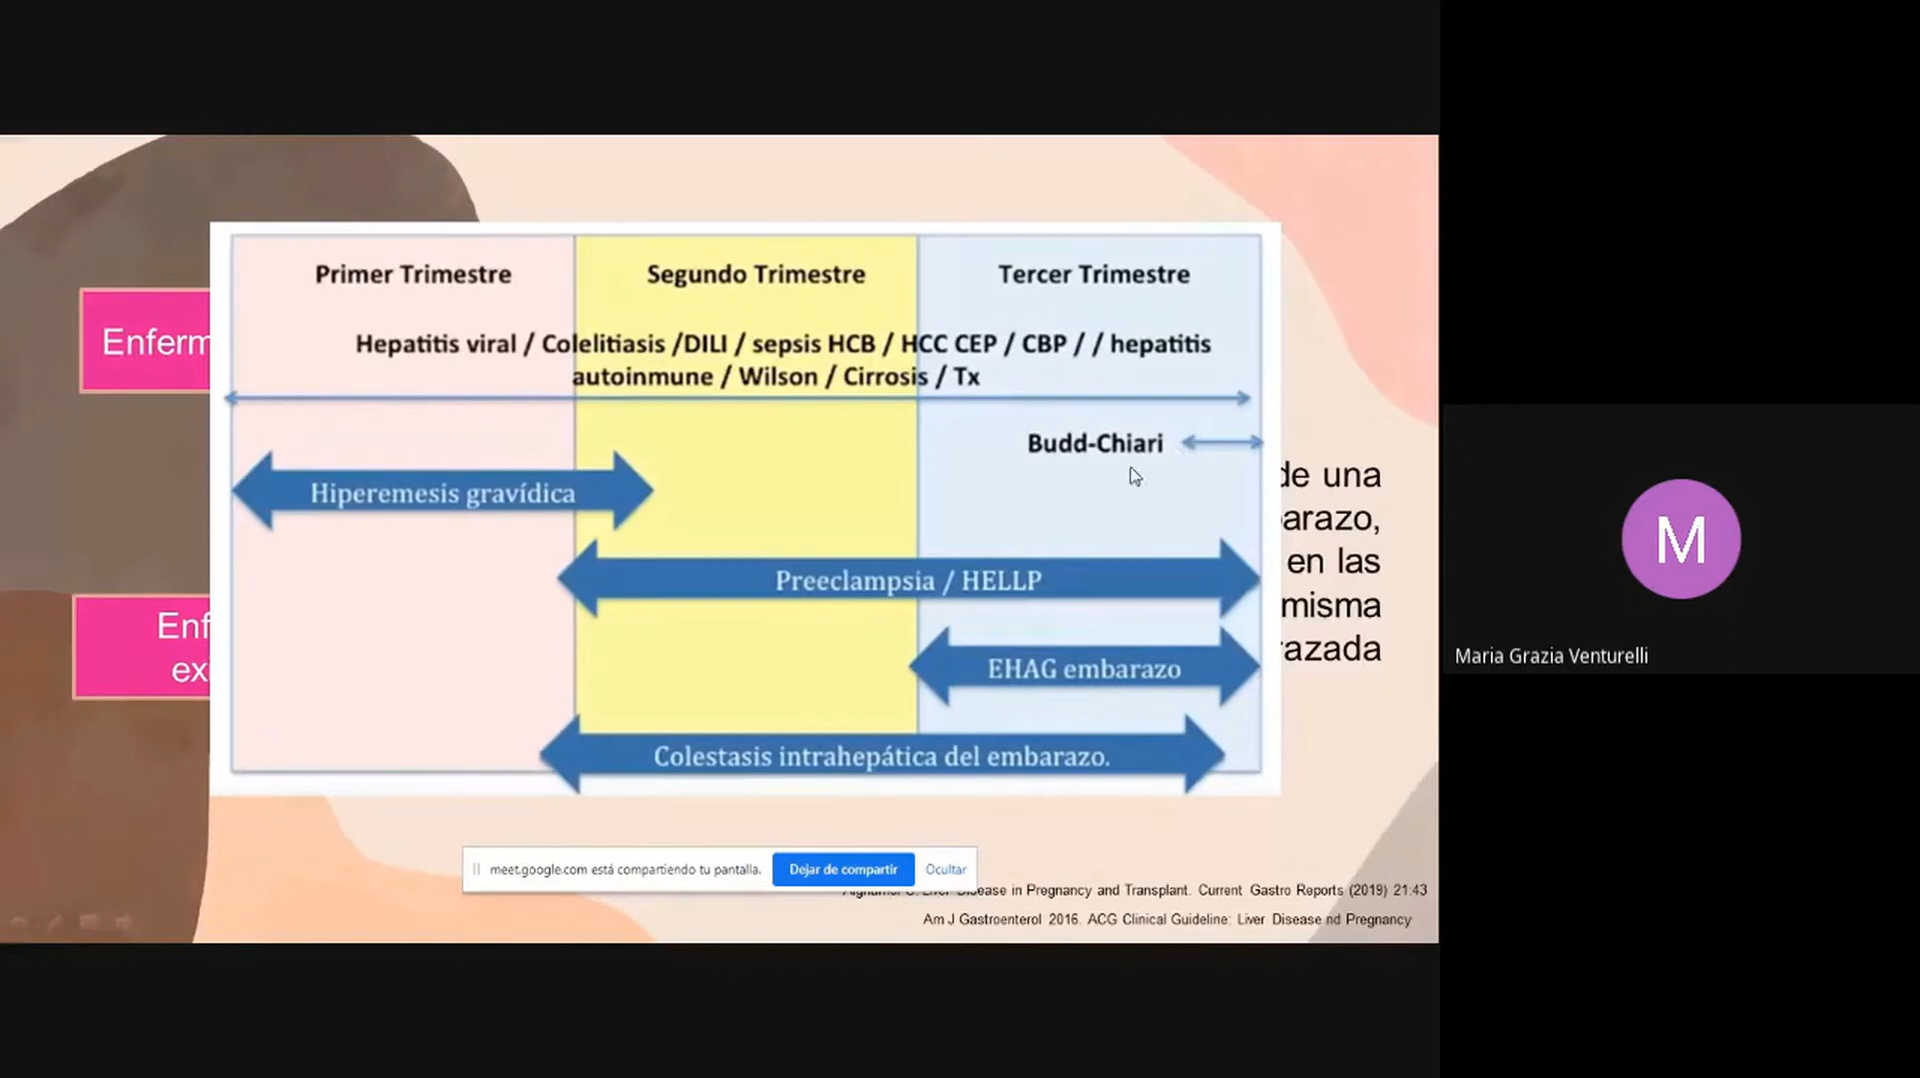 Primer Trimestre
Segundo Trimestre
Tercer Trimestre
Hepatitis viral / Colelitiasis /DILI / sepsis HCB / HCC CEP / CBP / / hepatitis
autoinmune / Wilson / Cirrosis / Tx
Budd-Chiari
Hiperemesis gravídica
Preeclampsia / HELLP
EHAG embarazo
Colestasis intrahepática del embarazo.
Enferm
Enf
ex
de una
arazo,
en las
misma
razada
meet.google.com está compartiendo tu pantalla.
Dejar de compartir
Ocultar
Liver Disease in Pregnancy and Transplant. Current Gastro Reports (2019) 21:43
Am J Gastroenterol 2016. ACG Clinical Guideline: Liver Disease nd Pregnancy
M
Maria Grazia Venturelli